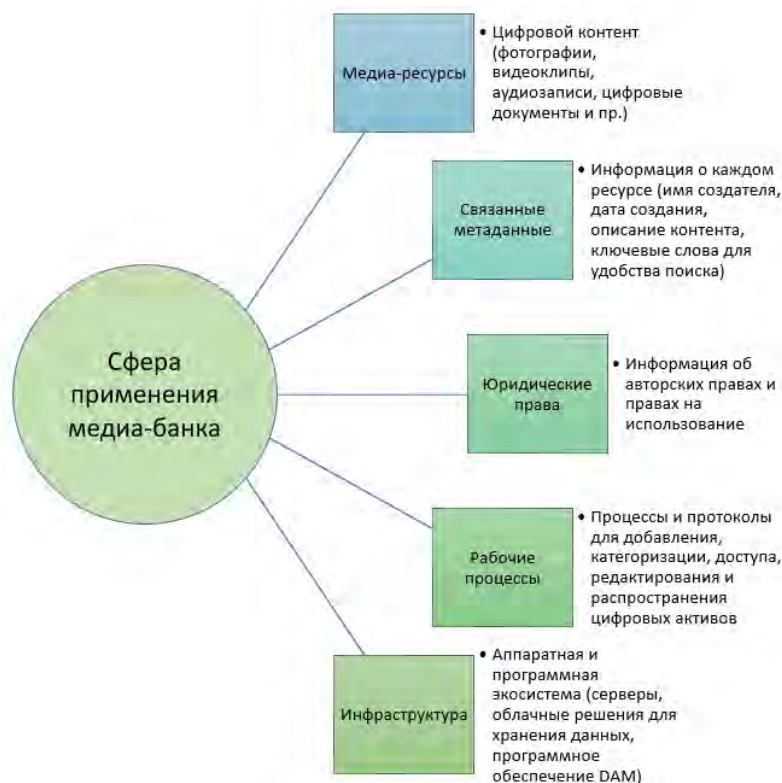 Сфера
применения
медиа-банка
Медиа-ресурсы
• Цифровой контент
(фотографии,
видеоклипы,
аудиозаписи, цифровые
документы и пр.)
Связанные
метаданные
• Информация о каждом
ресурсе (имя создателя,
дата создания,
описание контента,
ключевые слова для
удобства поиска)
Юридические
права
• Информация об
авторских правах и
правах на
использование
Рабочие
процессы
• Процессы и протоколы
для добавления,
категоризации, доступа,
редактирования и
распространения
цифровых активов
Инфраструктура
• Аппаратная и
программная
экосистема (серверы,
облачные решения для
хранения данных,
программное
обеспечение DAM)